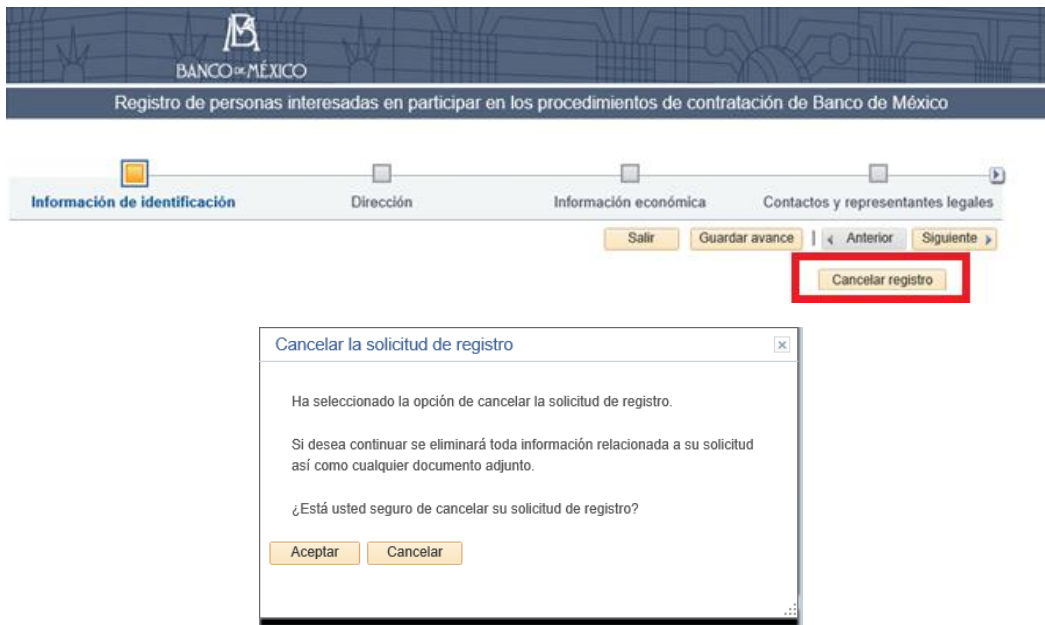 BANCO DE MÉXICO
Registro de personas interesadas en participar en los procedimientos de contratación de Banco de México
Información de identificación Dirección Información económica Contactos y representantes legales
Salir Guardar avance | Anterior Siguiente
Cancelar registro
Cancelar la solicitud de registro
Ha seleccionado la opción de cancelar la solicitud de registro.
Si desea continuar se eliminará toda información relacionada a su solicitud
así como cualquier documento adjunto.
¿Está usted seguro de cancelar su solicitud de registro?
Aceptar Cancelar